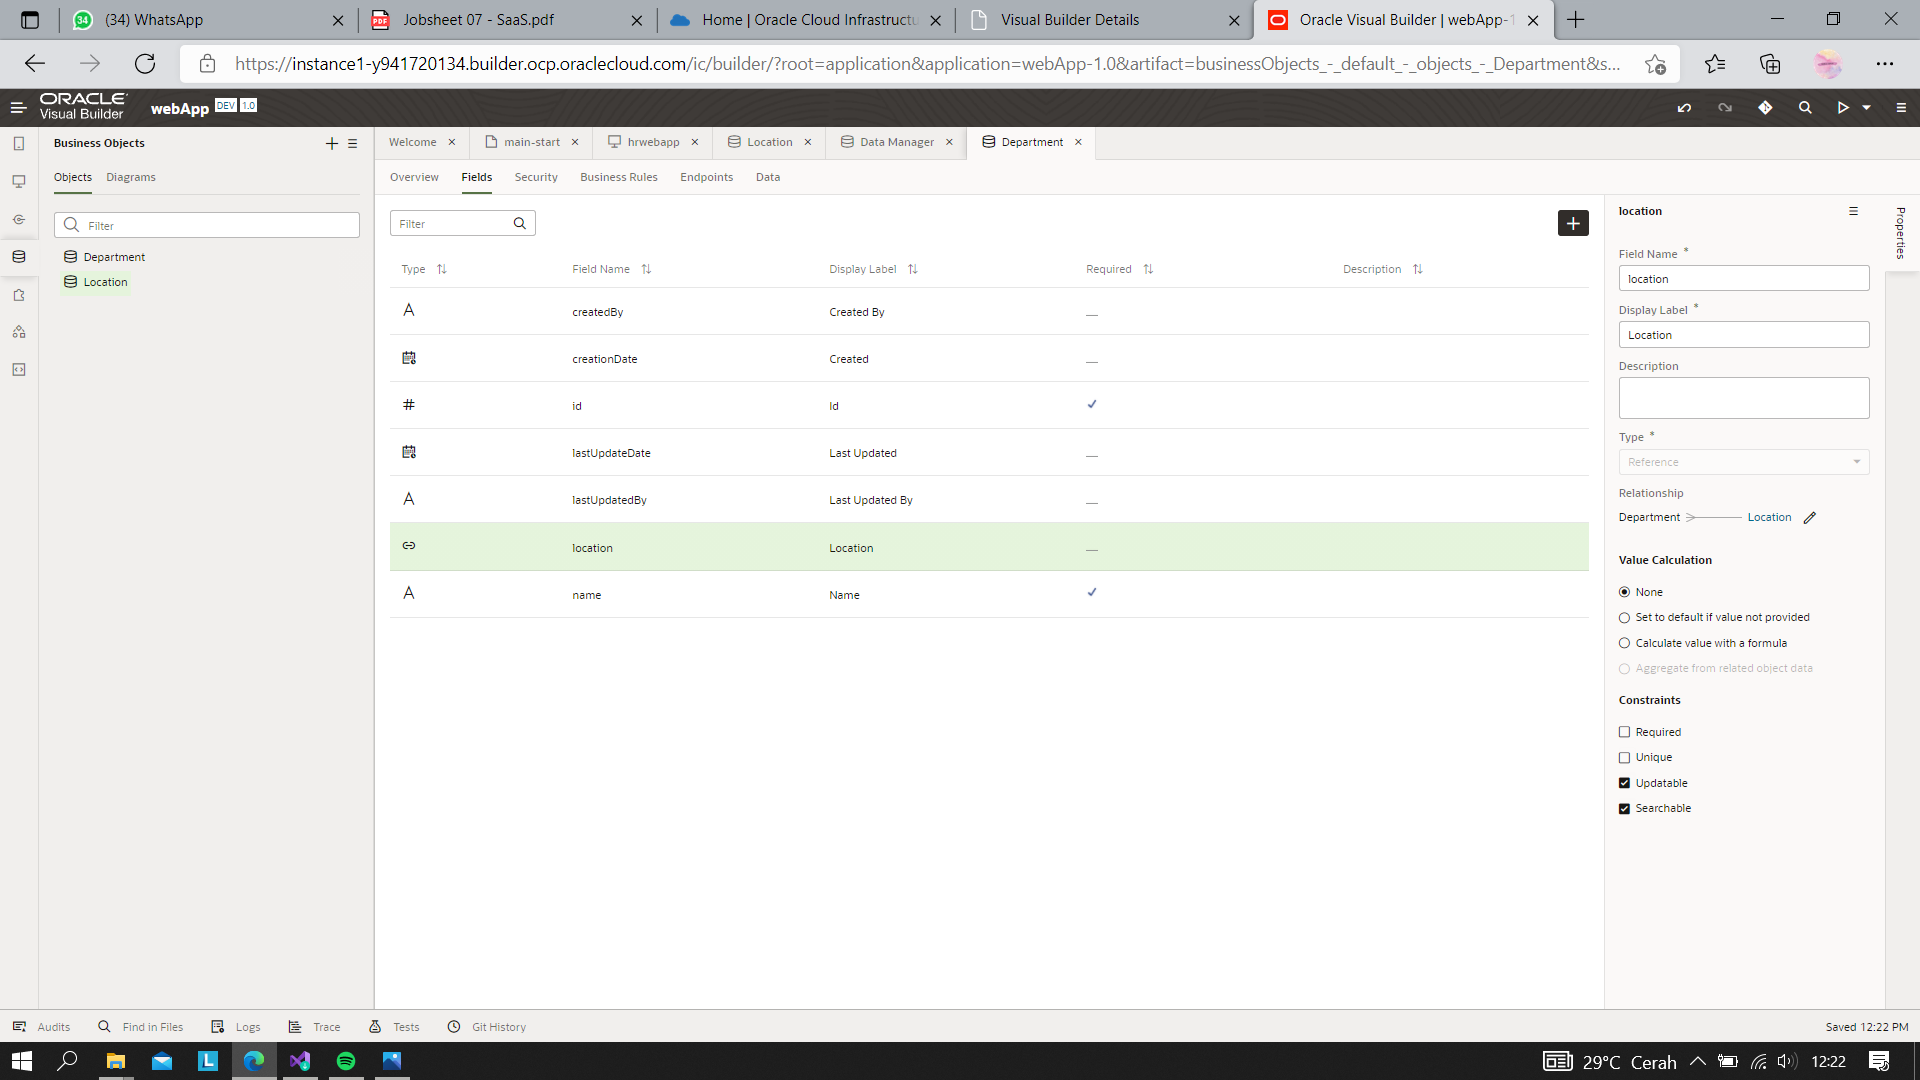 (34) WhatsApp
Jobsheet 07 - SaaS.pdf
Home | Oracle Cloud Infrastructu
Visual Builder Details
Oracle Visual Builder | webApp-1
https://instance1-y941720134.builder.ocp.oraclecloud.com/ic/builder/?root=application&application=webApp-1.0&artifact=businessObjects_-_default_-_objects_-_Department&s...
ORACLE
Visual Builder
webApp DEV 1.0
Business Objects
Objects Diagrams
Filter
Department
Location
Welcome main-start hrwebapp Location Data Manager Department
Overview Fields Security Business Rules Endpoints Data
Filter
Type Field Name Display Label Required Description
A createdBy Created By
creationDate Created
# id Id
lastUpdateDate Last Updated
A lastUpdatedBy Last Updated By
location Location
A name Name
location
Properties
Field Name *
location
Display Label *
Location
Description
Type *
Reference
Relationship
Department Location
Value Calculation
None
Set to default if value not provided
Calculate value with a formula
Aggregate from related object data
Constraints
Required
Unique
Updatable
Searchable
Audits Find in Files Logs Trace Tests Git History
Saved 12:22 PM
29°C Cerah 12:22